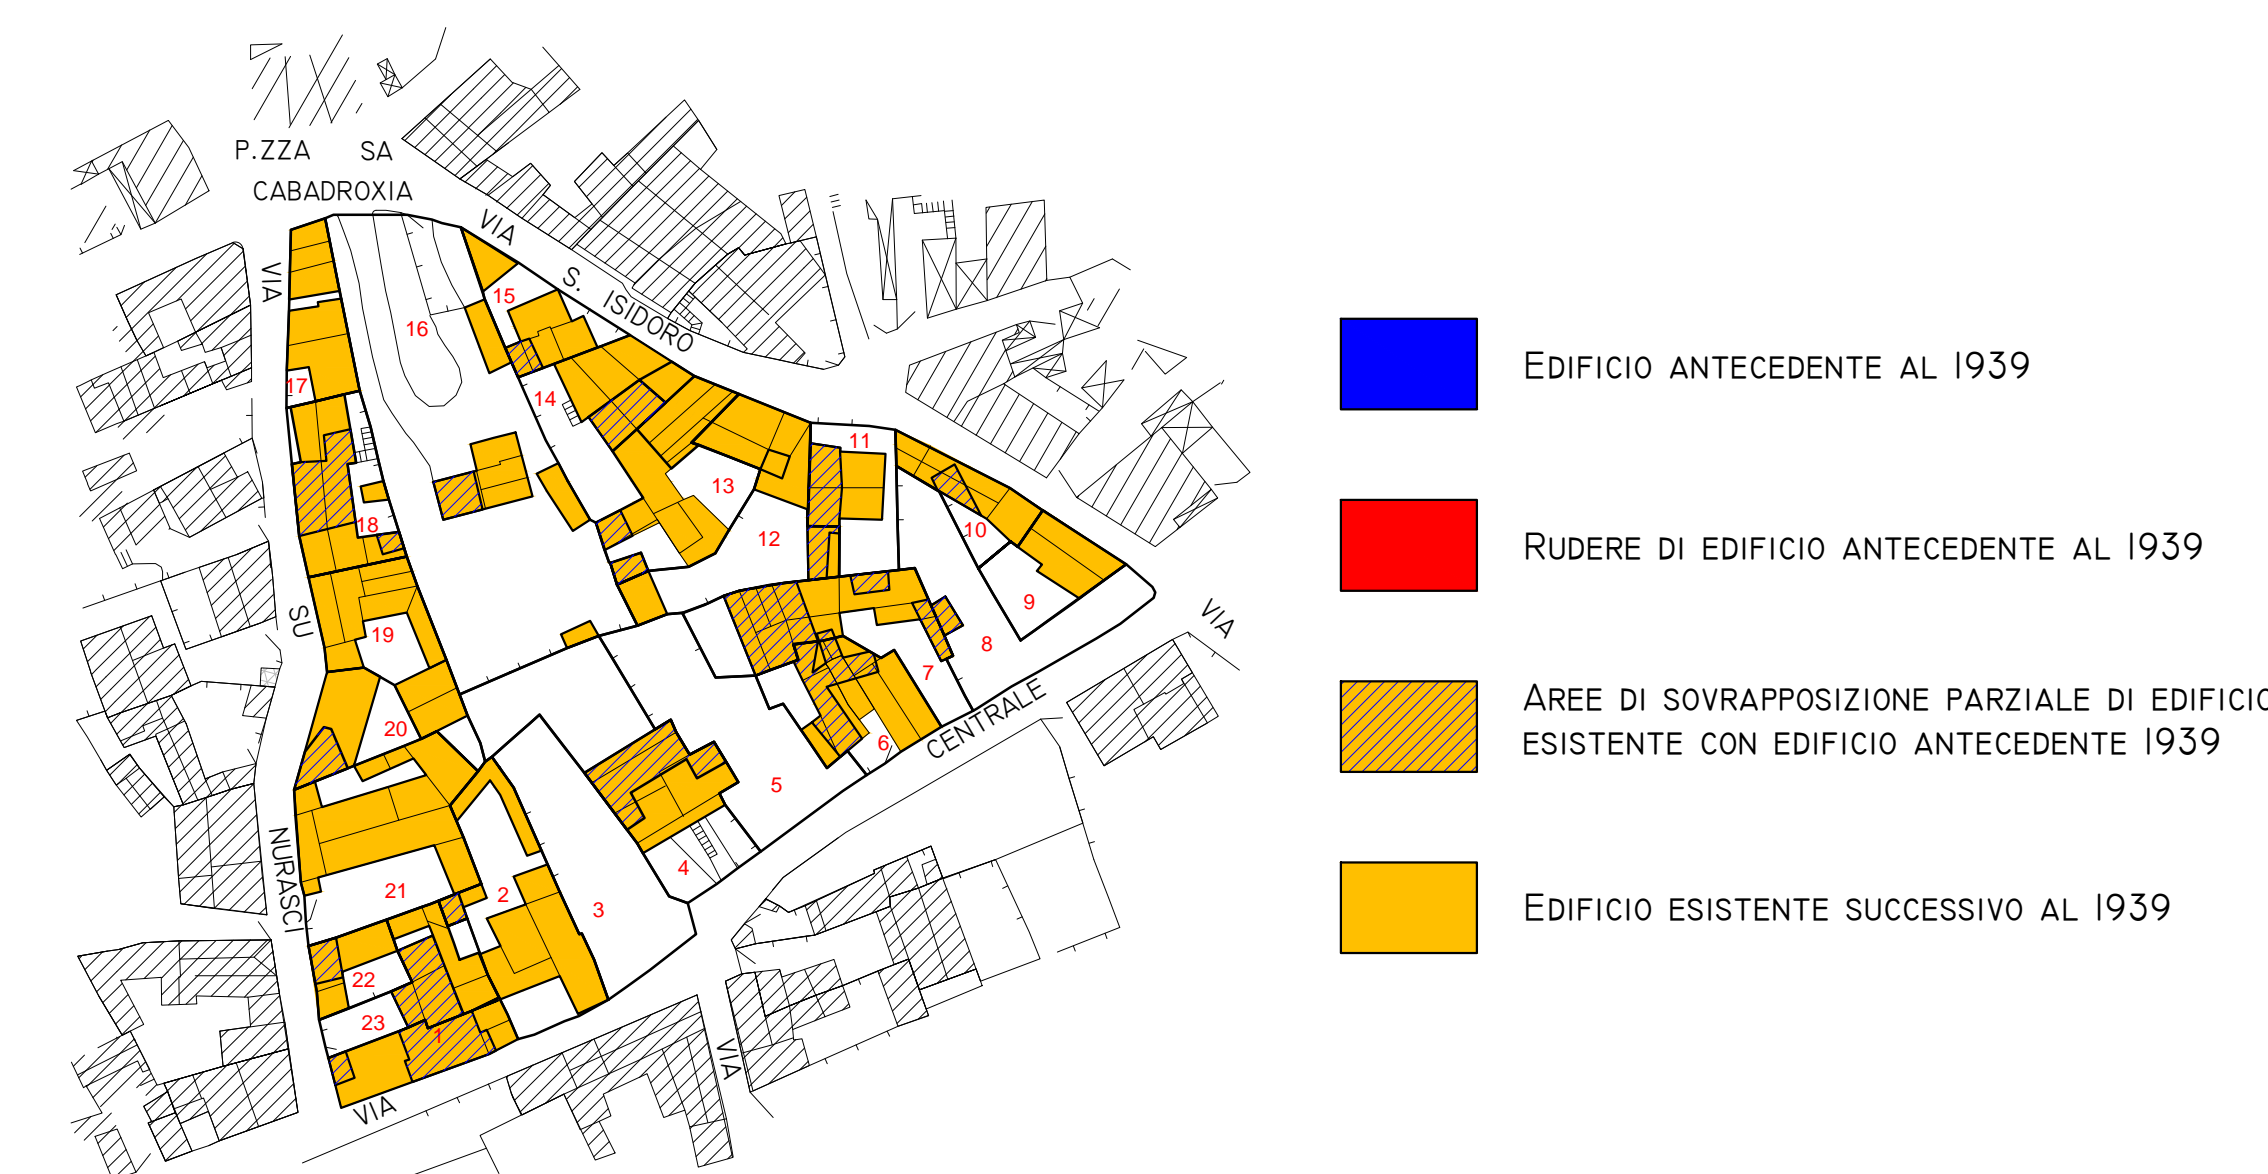 P.ZZA SA
CABADROXIA
VIA
S. ISIDORO
VIA
15
16
17
14
11
13
18
12
10
SU
19
9
VIA
8
7
20
6
CENTRALE
5
NURASCI
4
21
2
3
22
23
1
VIA
VIA
EDIFICIO ANTECEDENTE AL 1939
RUDERE DI EDIFICIO ANTECEDENTE AL 1939
AREE DI SOVRAPPOSIZIONE PARZIALE DI EDIFICIO
ESISTENTE CON EDIFICIO ANTECEDENTE 1939
EDIFICIO ESISTENTE SUCCESSIVO AL 1939